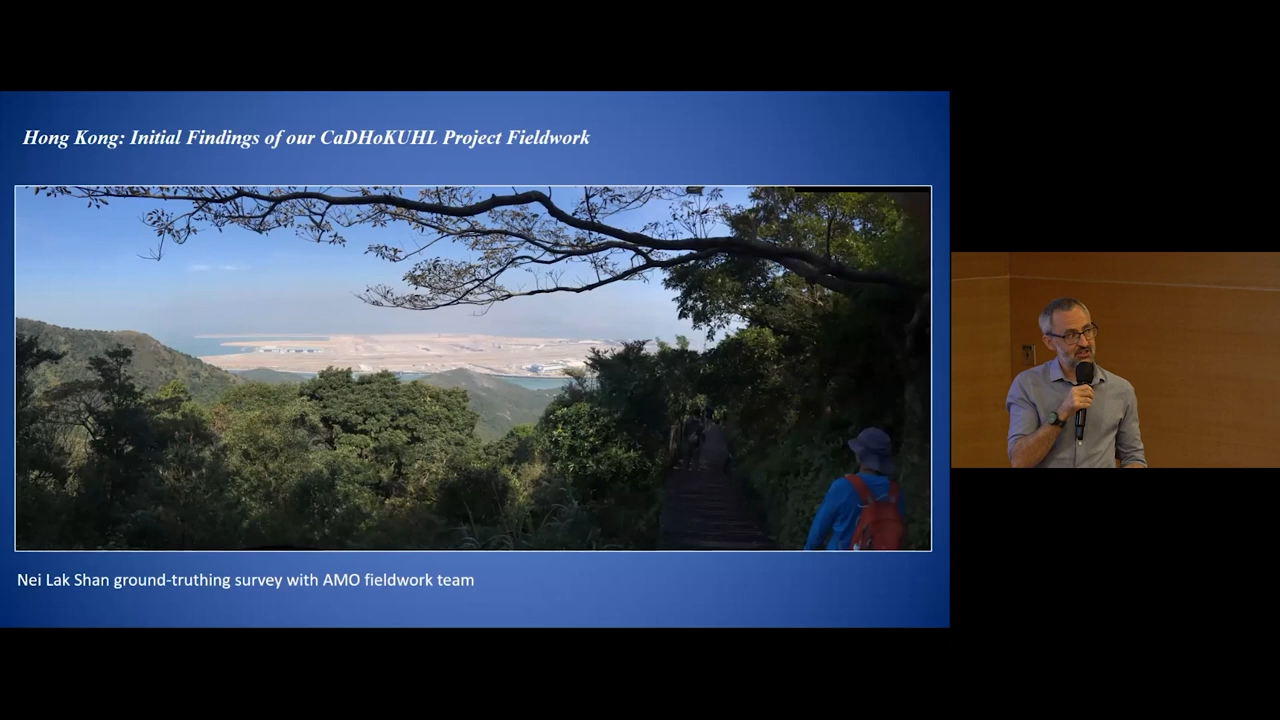 Hong Kong: Initial Findings of our CaDHoKUHL Project Fieldwork
Nei Lak Shan ground-truthing survey with AMO fieldwork team